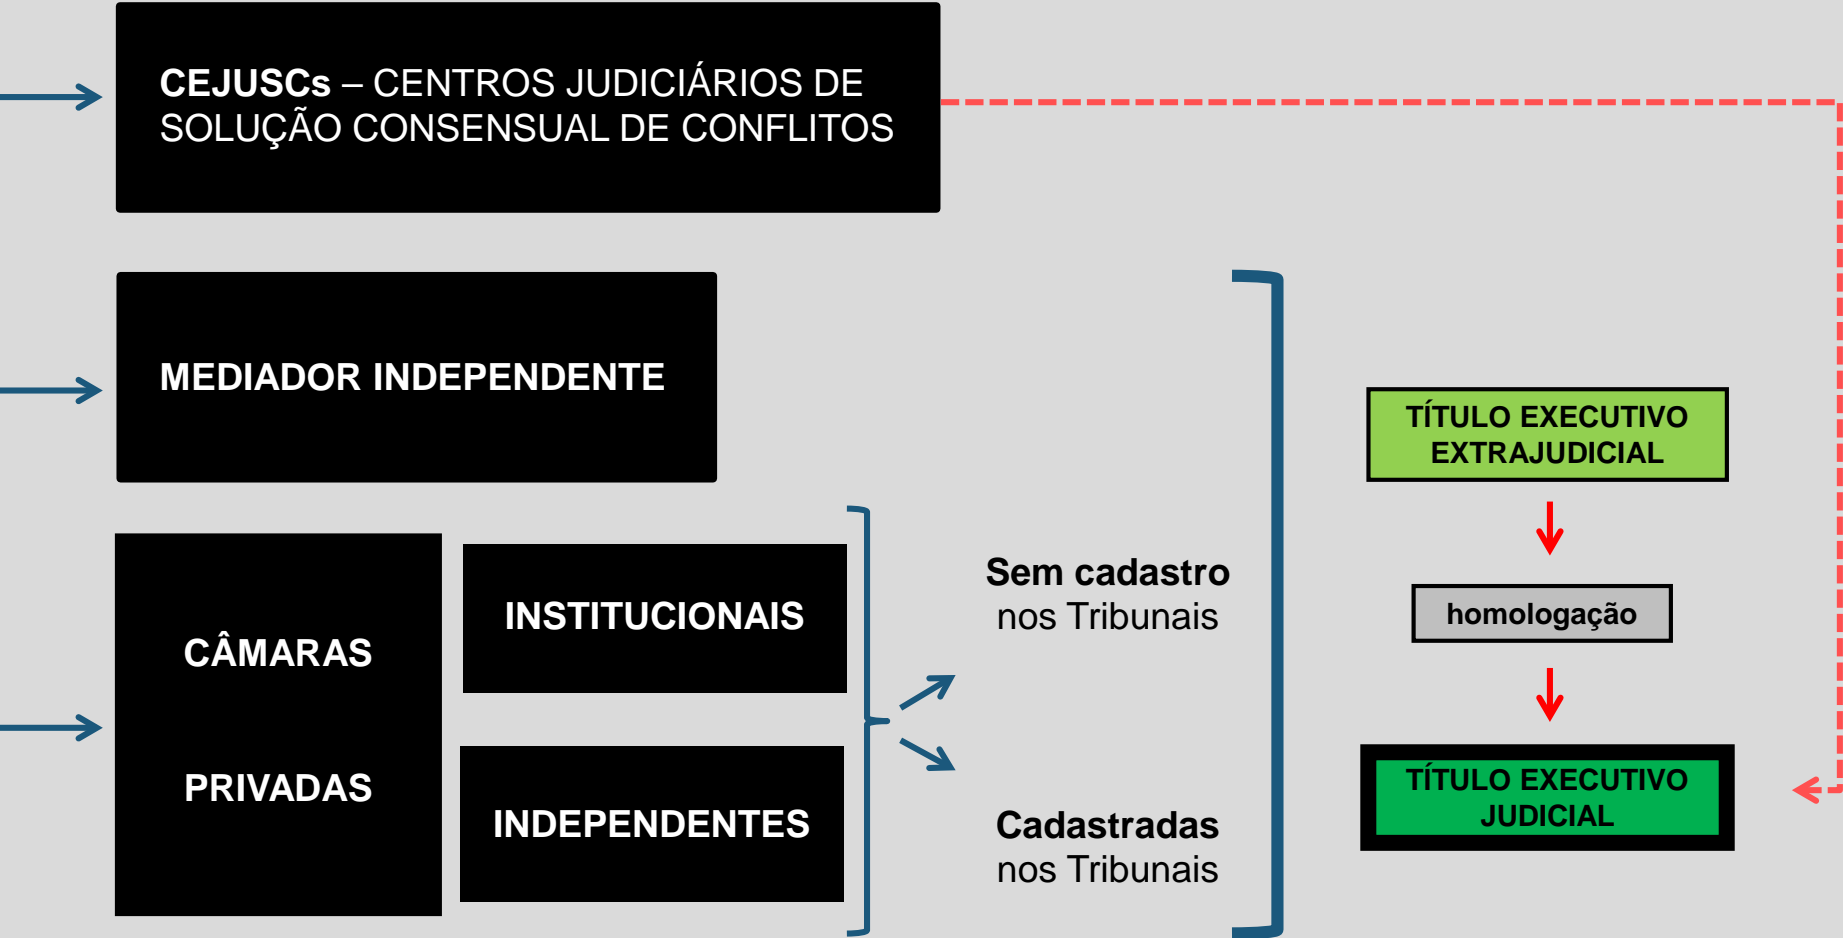 CEJUSCs – CENTROS JUDICIÁRIOS DE
SOLUÇÃO CONSENSUAL DE CONFLITOS
MEDIADOR INDEPENDENTE
CÂMARAS
PRIVADAS
INSTITUCIONAIS
INDEPENDENTES
Sem cadastro
nos Tribunais
Cadastradas
nos Tribunais
TÍTULO EXECUTIVO
EXTRAJUDICIAL
homologação
TÍTULO EXECUTIVO
JUDICIAL